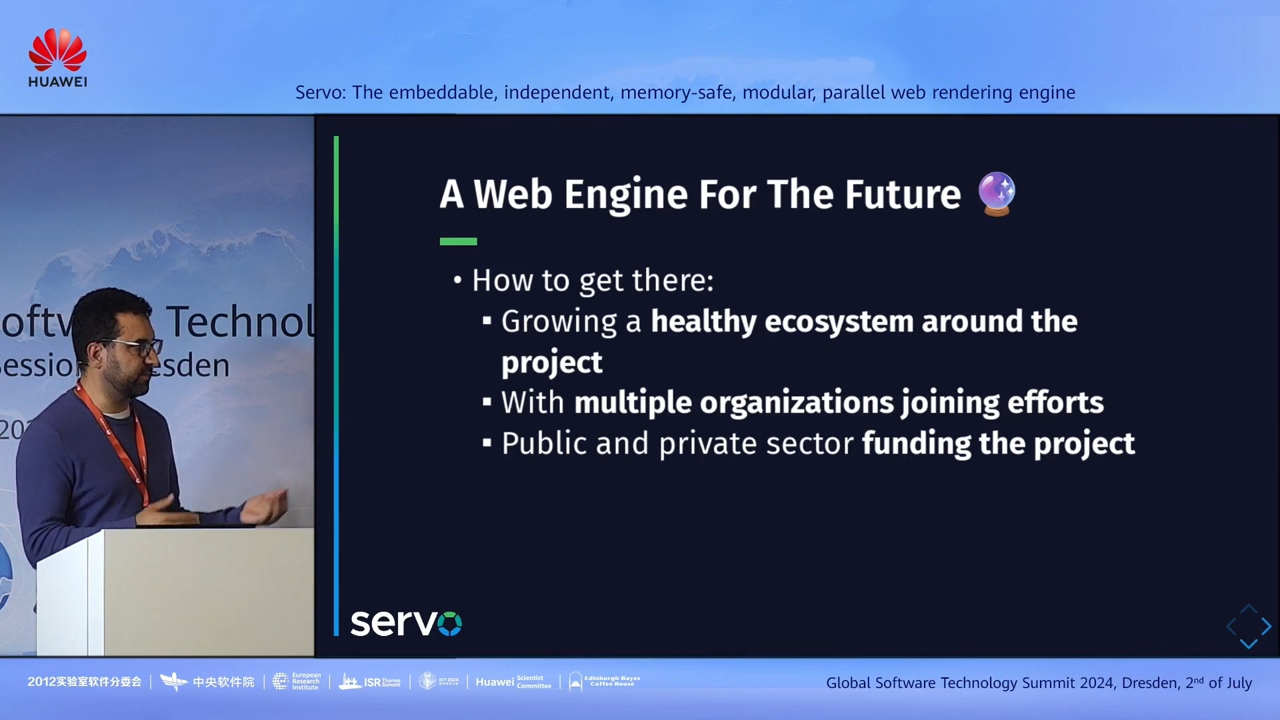 HUAWEI
Servo: The embeddable, independent, memory-safe, modular, parallel web rendering engine
A Web Engine For The Future
• How to get there:
▪ Growing a healthy ecosystem around the
project
▪ With multiple organizations joining efforts
▪ Public and private sector funding the project
servo
Technol
esden
202
2012实验室软件分委会
中央软件院
European
Research
Institute
ISR
Huawei Scientist
Committee
Edinburgh Bayes
Coffee House
Global Software Technology Summit 2024, Dresden, 2nd of July